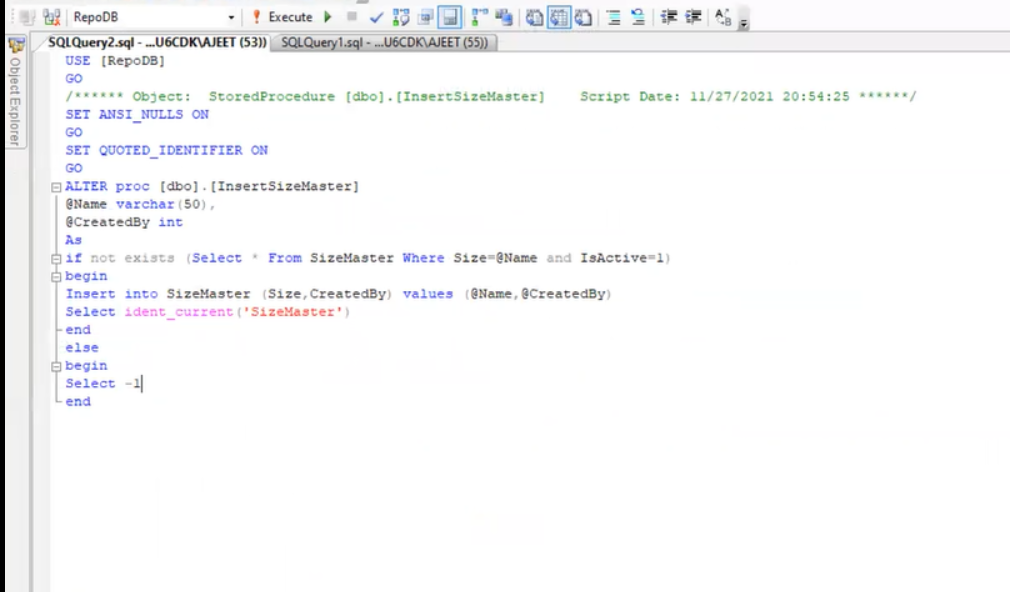 RepoDB
Execute
SQLQuery2.sql - ...U6CDK\AJEET (53))
SQLQuery1.sql - ...U6CDK\AJEET (55))
Object Explorer
USE [RepoDB]
GO
/****** Object:  StoredProcedure [dbo].[InsertSizeMaster]    Script Date: 11/27/2021 20:54:25 ******/
SET ANSI_NULLS ON
GO
SET QUOTED_IDENTIFIER ON
GO
ALTER proc [dbo].[InsertSizeMaster]
@Name varchar(50),
@CreatedBy int
As
if not exists (Select * From SizeMaster Where Size=@Name and IsActive=1)
begin
Insert into SizeMaster (Size,CreatedBy) values (@Name,@CreatedBy)
Select ident_current('SizeMaster')
end
else
begin
Select -1
end